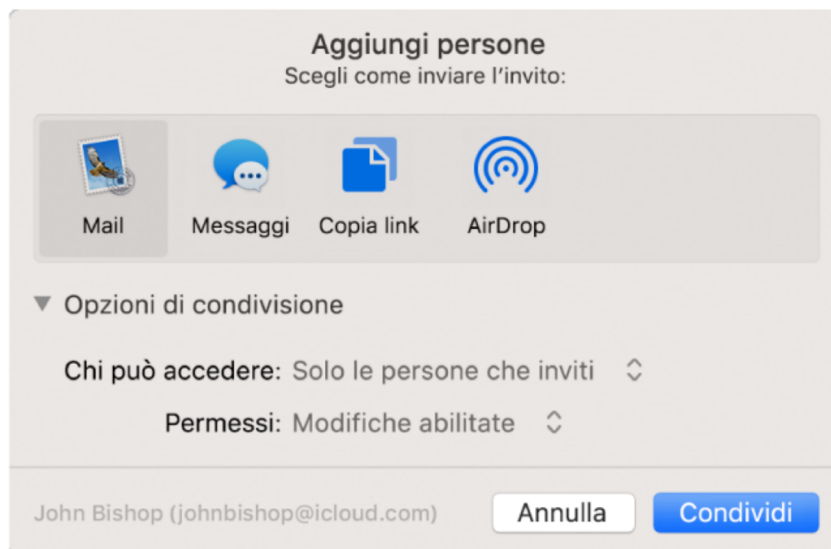 Aggiungi persone
Scegli come inviare l'invito:
Mail Messaggi Copia link AirDrop
Opzioni di condivisione
Chi può accedere: Solo le persone che inviti
Permessi: Modifiche abilitate
John Bishop (johnbishop@icloud.com) Annulla Condividi